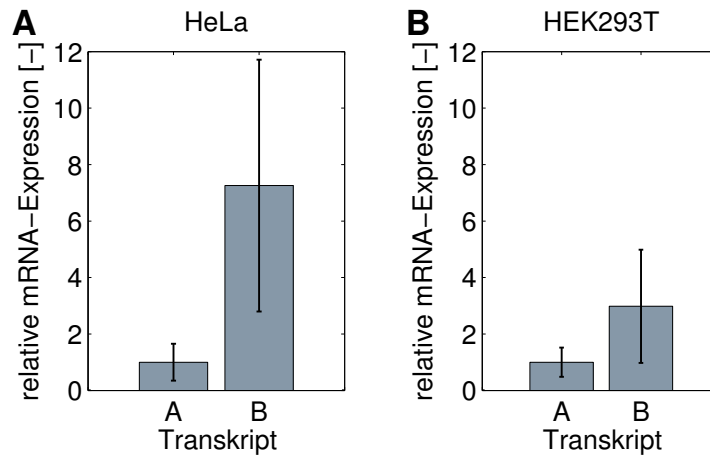 A
HeLa
relative mRNA−Expression [−]
12
10
8
6
4
2
0
A B
Transkript
B
HEK293T
relative mRNA−Expression [−]
12
10
8
6
4
2
0
A B
Transkript